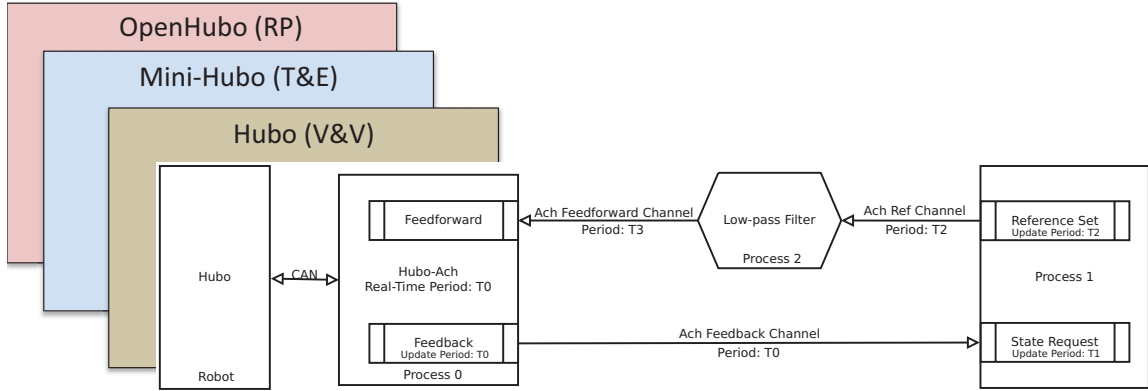 OpenHubo (RP)
Mini-Hubo (T&E)
Hubo (V&V)
Hubo
Robot
CAN
Feedforward
Hubo-Ach
Real-Time Period: T0
Feedback
Update Period: T0
Process 0
Ach Feedforward Channel
Period: T3
Low-pass Filter
Process 2
Ach Ref Channel
Period: T2
Reference Set
Update Period: T2
Process 1
Ach Feedback Channel
Period: T0
State Request
Update Period: T1